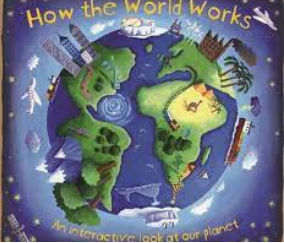 How the World Works
An interactive look at our planet